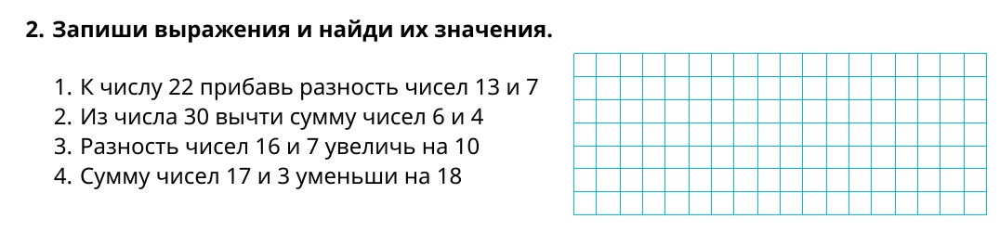 2. Запиши выражения и найди их значения.
1. К числу 22 прибавь разность чисел 13 и 7
2. Из числа 30 вычти сумму чисел 6 и 4
3. Разность чисел 16 и 7 увеличь на 10
4. Сумму чисел 17 и 3 уменьши на 18